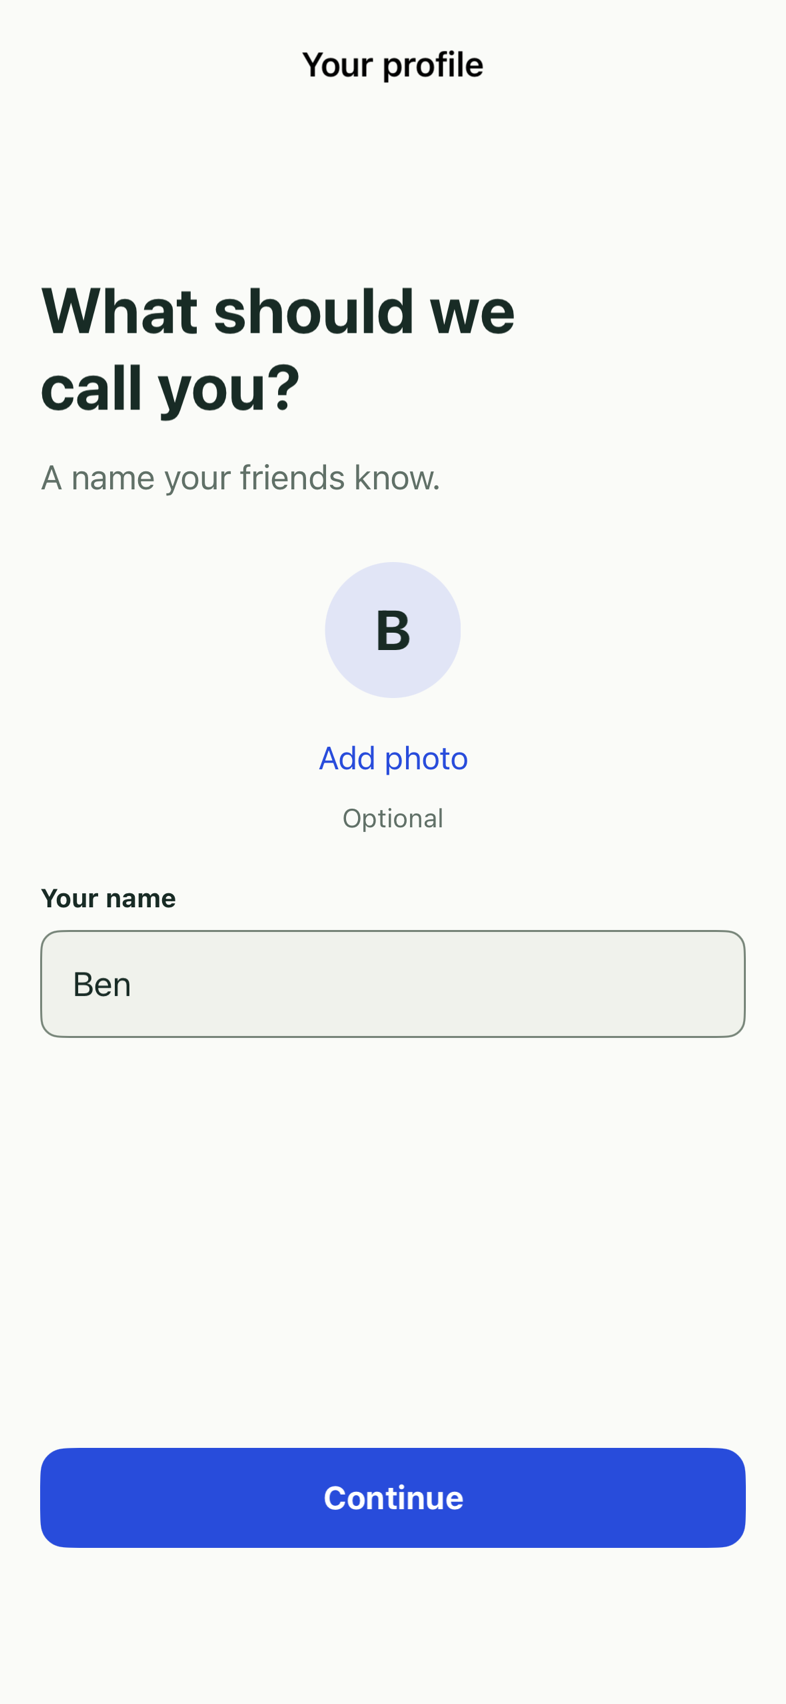 Your profile
What should we
call you?
A name your friends know.
B
Add photo
Optional
Your name
Ben
Continue